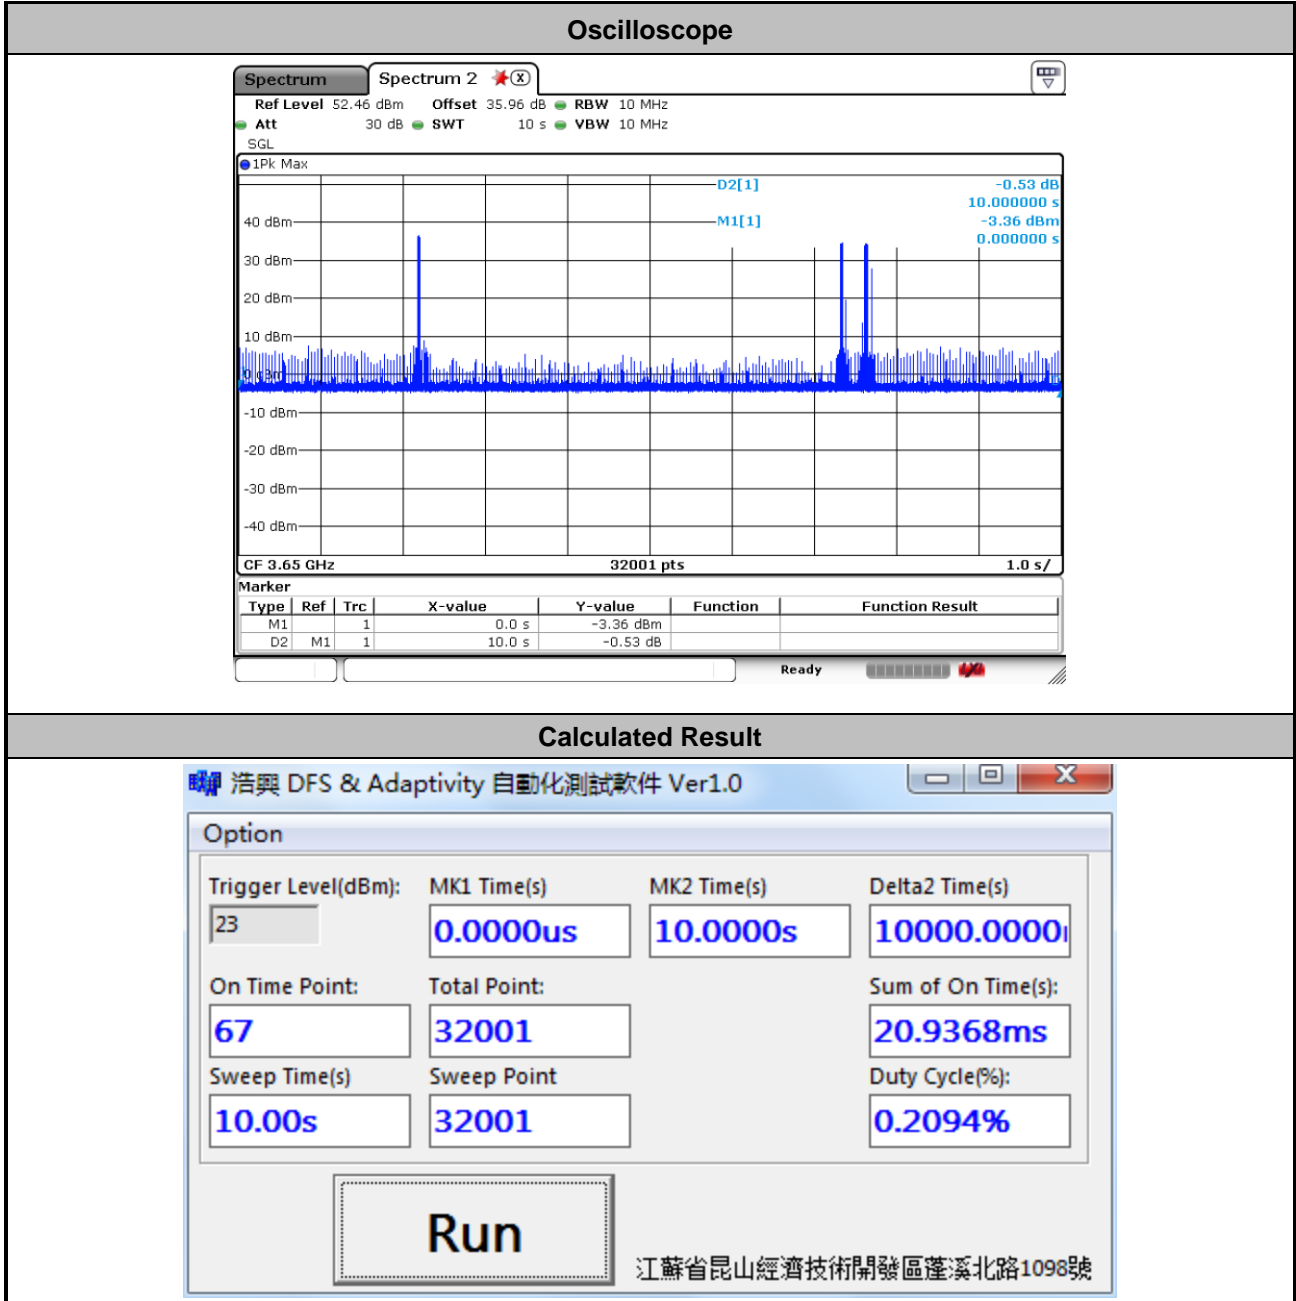 Oscilloscope
Spectrum Spectrum 2
Ref Level 52.46 dBm Offset 35.96 dB RBW 10 MHz
Att 30 dB SWT 10 s VBW 10 MHz
SGL
1Pk Max
D2[1] -0.53 dB
10.000000 s
40 dBm M1[1] -3.36 dBm
0.000000 s
30 dBm
20 dBm
10 dBm
-10 dBm
-20 dBm
-30 dBm
-40 dBm
CF 3.65 GHz 32001 pts 1.0 s/
Marker
Type Ref Trc X-value Y-value Function Function Result
M1 1 0.0 s -3.36 dBm
D2 M1 1 10.0 s -0.53 dB
Ready
Calculated Result
浩興 DFS & Adaptivity 自動化測試軟件 Ver1.0
Option
Trigger Level(dBm): MK1 Time(s) MK2 Time(s) Delta2 Time(s)
23 0.0000us 10.0000s 10000.0000
On Time Point: Total Point: Sum of On Time(s):
67 32001 20.9368ms
Sweep Time(s) Sweep Point Duty Cycle(%):
10.00s 32001 0.2094%
Run
江蘇省昆山經濟技術開發區蓬溪北路1098號